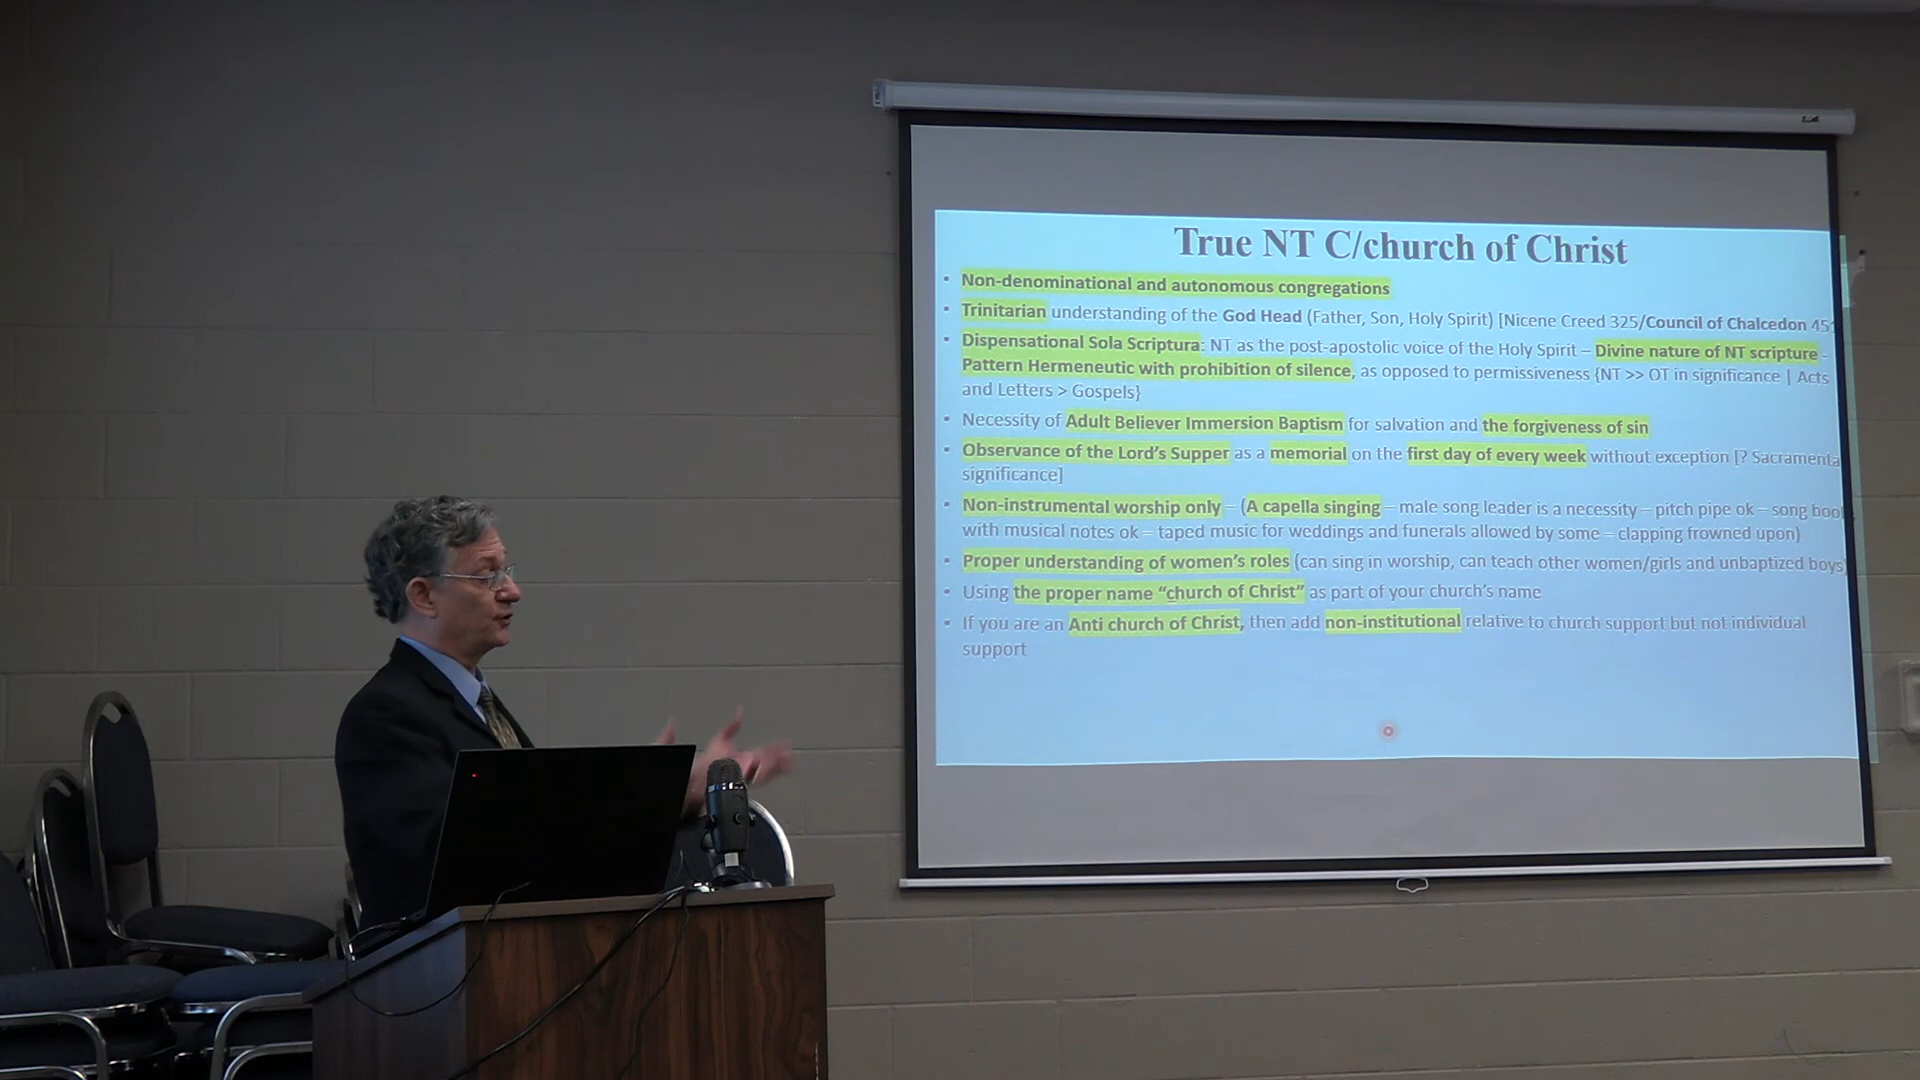 True NT C/church of Christ
• Non-denominational and autonomous congregations
• Trinitarian understanding of the God Head (Father, Son, Holy Spirit) [Nicene Creed 325/Council of Chalcedon 45
• Dispensational Sola Scriptura: NT as the post-apostolic voice of the Holy Spirit – Divine nature of NT scripture -
Pattern Hermeneutic with prohibition of silence, as opposed to permissiveness {NT >> OT in significance | Acts
and Letters > Gospels}
• Necessity of Adult Believer Immersion Baptism for salvation and the forgiveness of sin
• Observance of the Lord's Supper as a memorial on the first day of every week without exception [? Sacramenta
significance]
• Non-instrumental worship only – (A capella singing – male song leader is a necessity – pitch pipe ok – song boo
with musical notes ok – taped music for weddings and funerals allowed by some – clapping frowned upon)
• Proper understanding of women's roles (can sing in worship, can teach other women/girls and unbaptized boys
• Using the proper name "church of Christ" as part of your church's name
• If you are an Anti church of Christ, then add non-institutional relative to church support but not individual
support